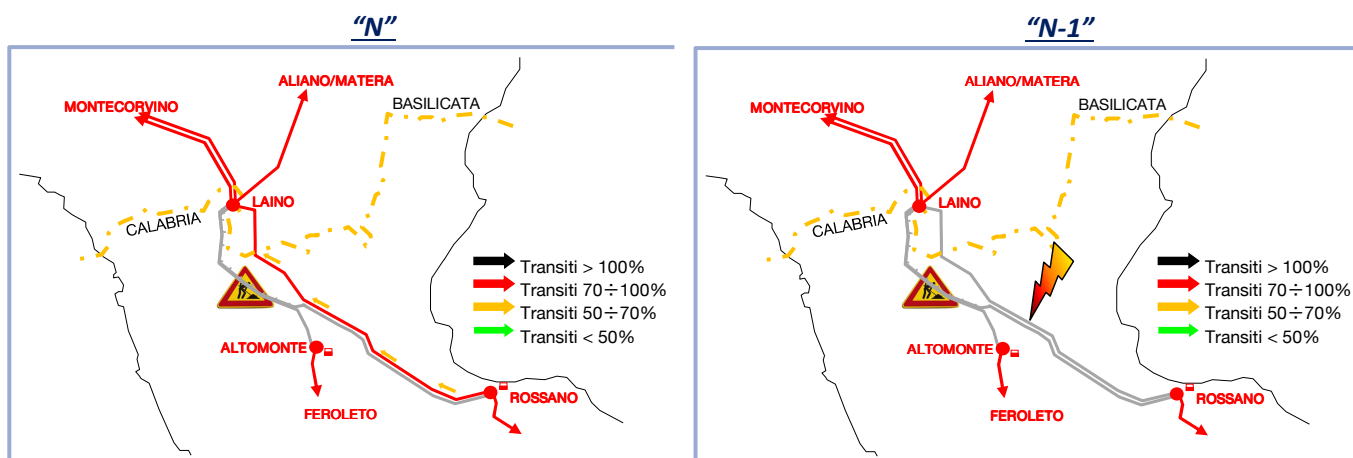 "N"
MONTECORVINO
ALIANO/MATERA
BASILICATA
LAINO
CALABRIA
Transiti > 100%
Transiti 70÷100%
Transiti 50÷70%
Transiti < 50%
ALTOMONTE
FEROLETO
ROSSANO
"N-1"
MONTECORVINO
ALIANO/MATERA
BASILICATA
LAINO
CALABRIA
Transiti > 100%
Transiti 70÷100%
Transiti 50÷70%
Transiti < 50%
ALTOMONTE
FEROLETO
ROSSANO